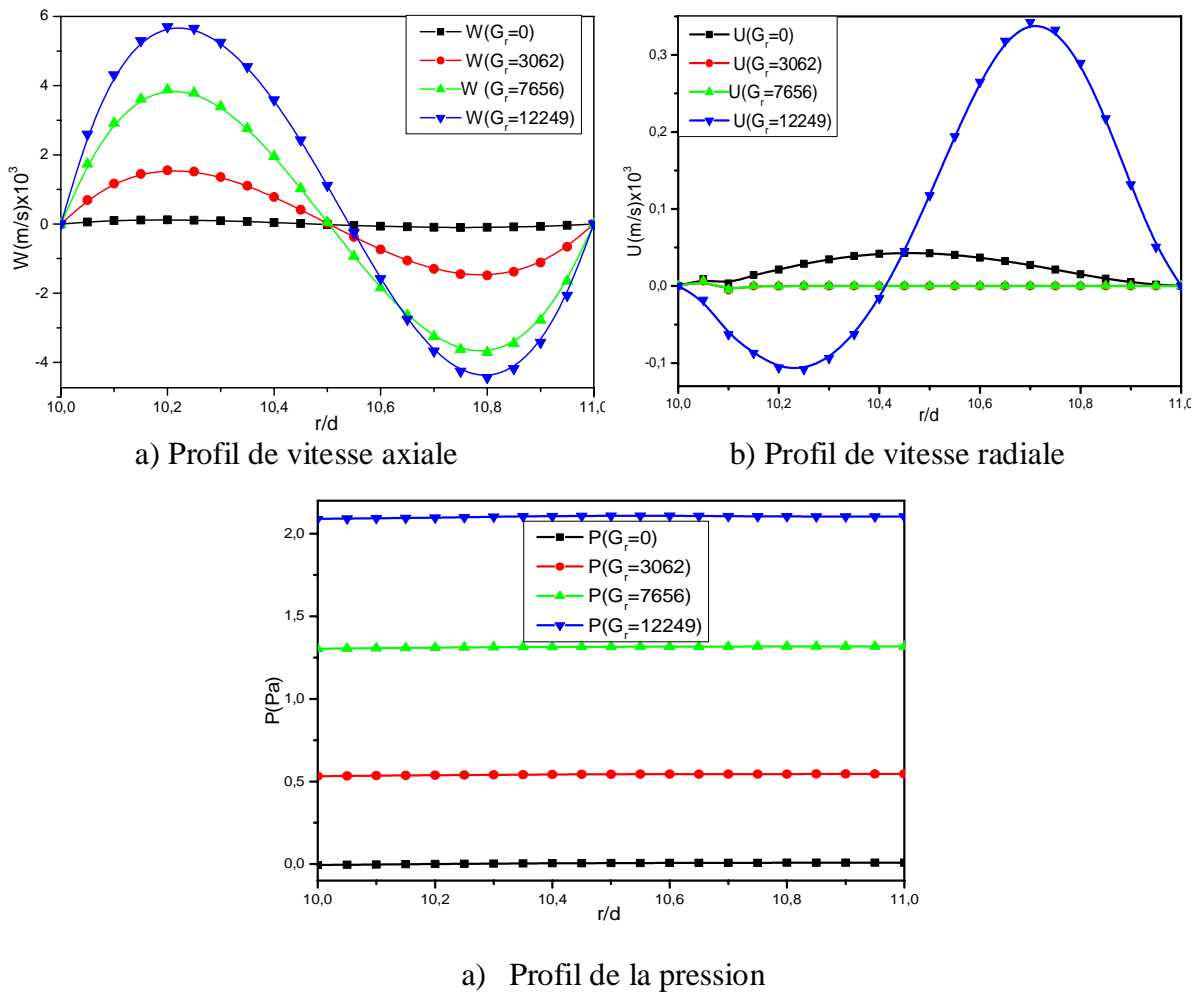 6
4
2
0
-2
-4
W(m/s)x10³
W(Gr=0)
W(Gr=3062)
W (Gr=7656)
W(Gr=12249)
10,0
10,2
10,4
10,6
10,8
11,0
r/d
a) Profil de vitesse axiale
0,3
0,2
0,1
0,0
-0,1
U(m/s)x10³
U(Gr=0)
U(Gr=3062)
U(Gr=7656)
U(Gr=12249)
10,0
10,2
10,4
10,6
10,8
11,0
r/d
b) Profil de vitesse radiale
2,0
1,5
1,0
0,5
0,0
P(Pa)
P(Gr=0)
P(Gr=3062)
P(Gr=7656)
P(Gr=12249)
10,0
10,2
10,4
10,6
10,8
11,0
r/d
a) Profil de la pression